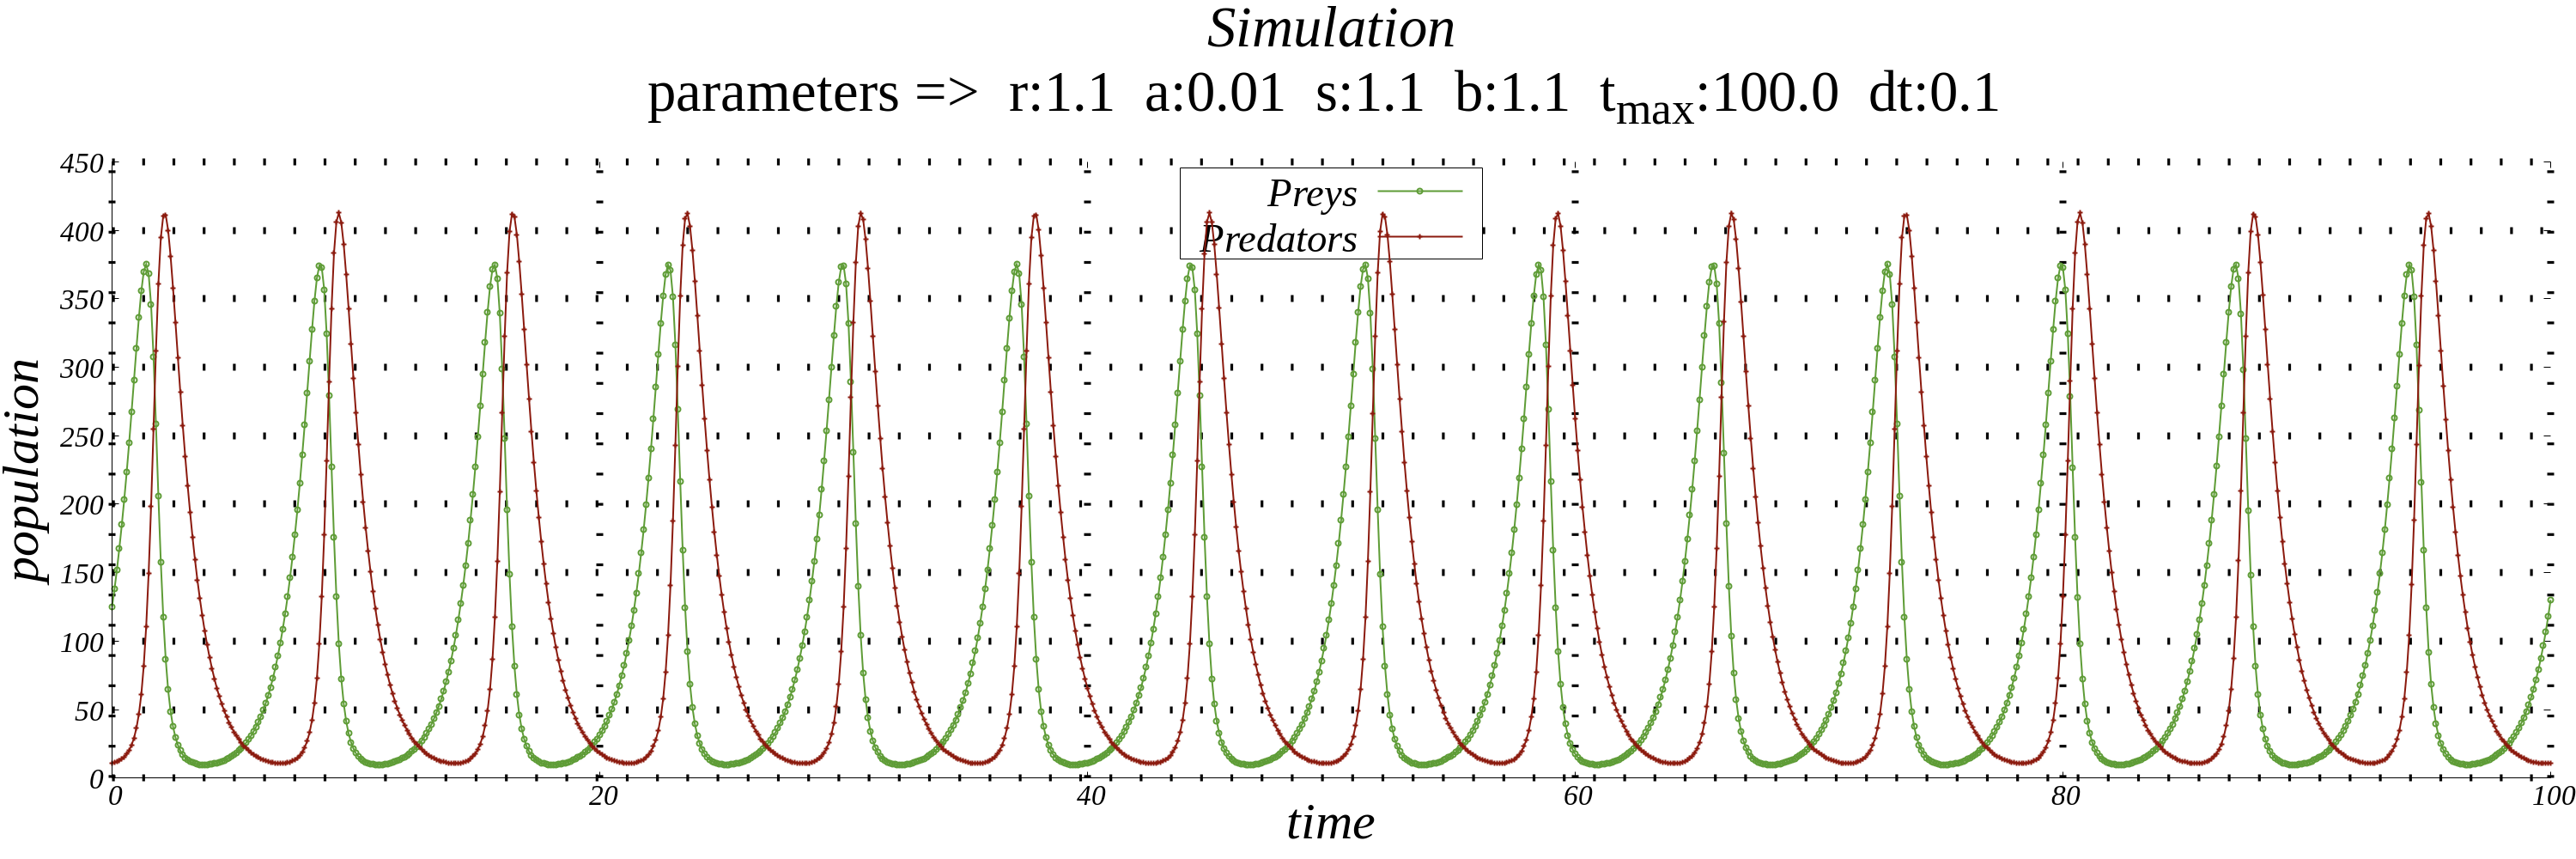 Simulation
parameters => r:1.1 a:0.01 s:1.1 b:1.1 tmax:100.0 dt:0.1
450
400
350
300
250
200
150
100
50
0
population
Preys
Predators
0 20 40 60 80 100
time